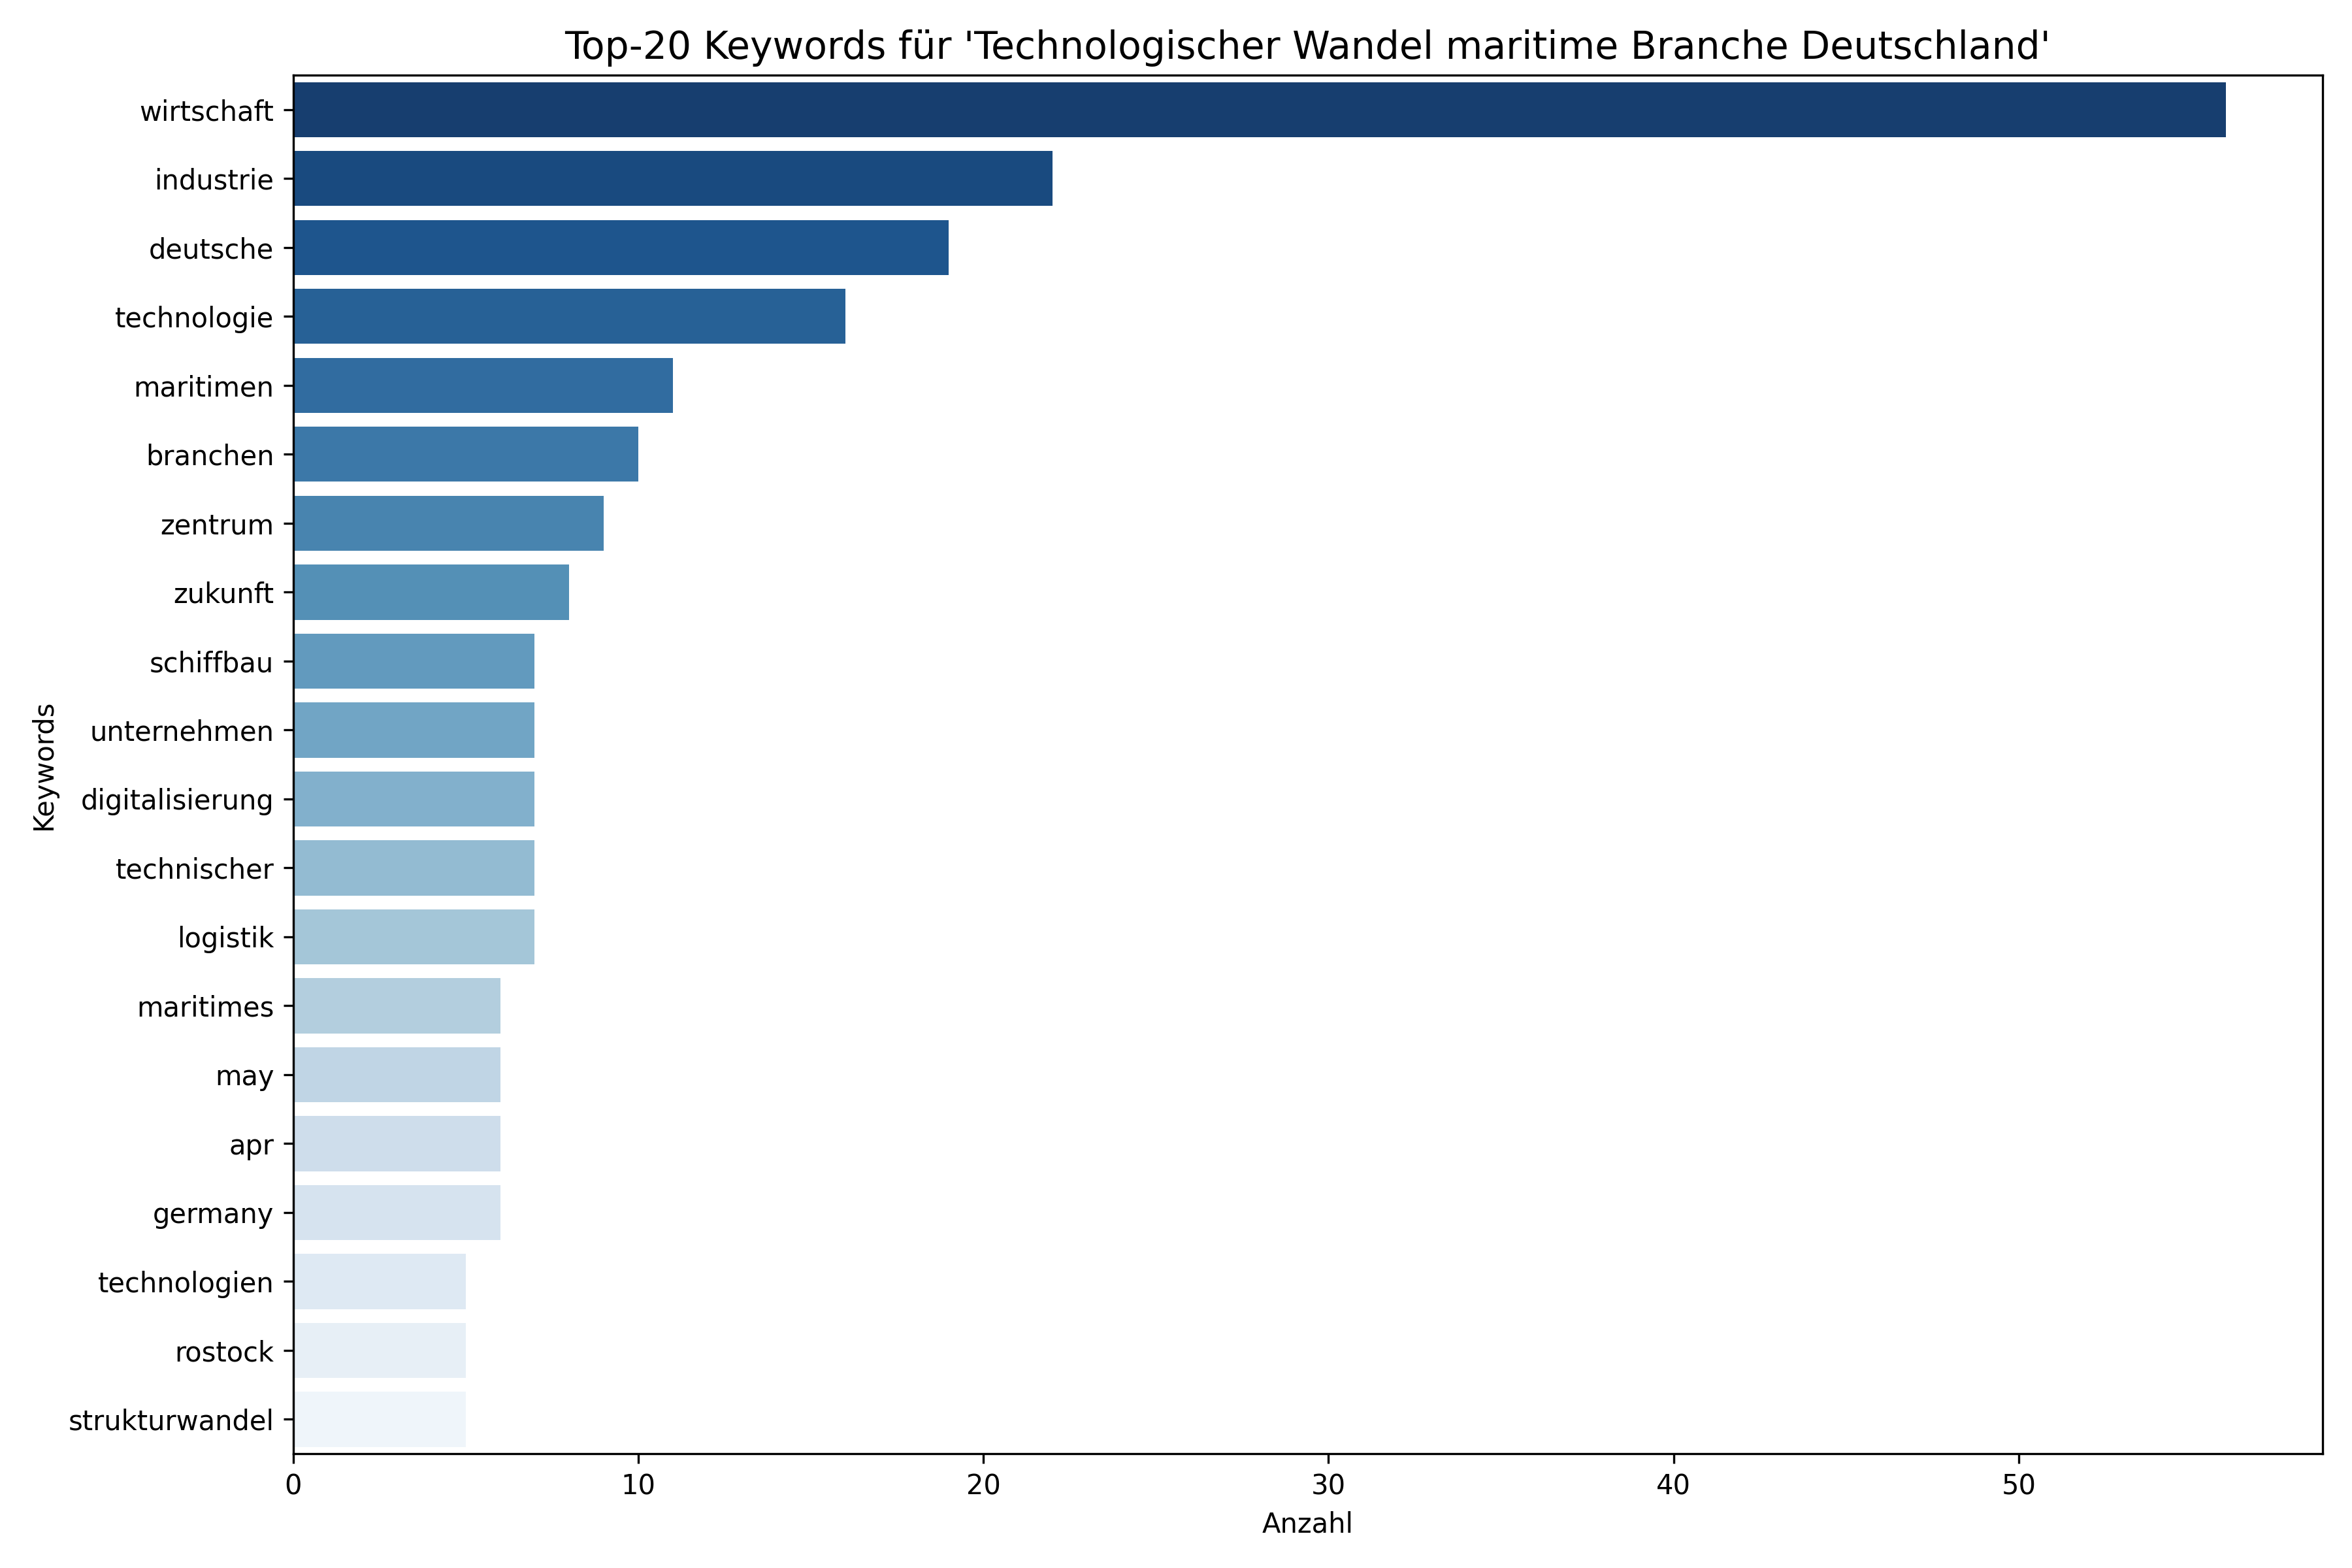 Top-20 Keywords für 'Technologischer Wandel maritime Branche Deutschland'
wirtschaft
industrie
deutsche
technologie
maritimen
branchen
zentrum
zukunft
schiffbau
unternehmen
digitalisierung
technischer
logistik
maritimes
may
apr
germany
technologien
rostock
strukturwandel
Keywords
0 10 20 30 40 50
Anzahl